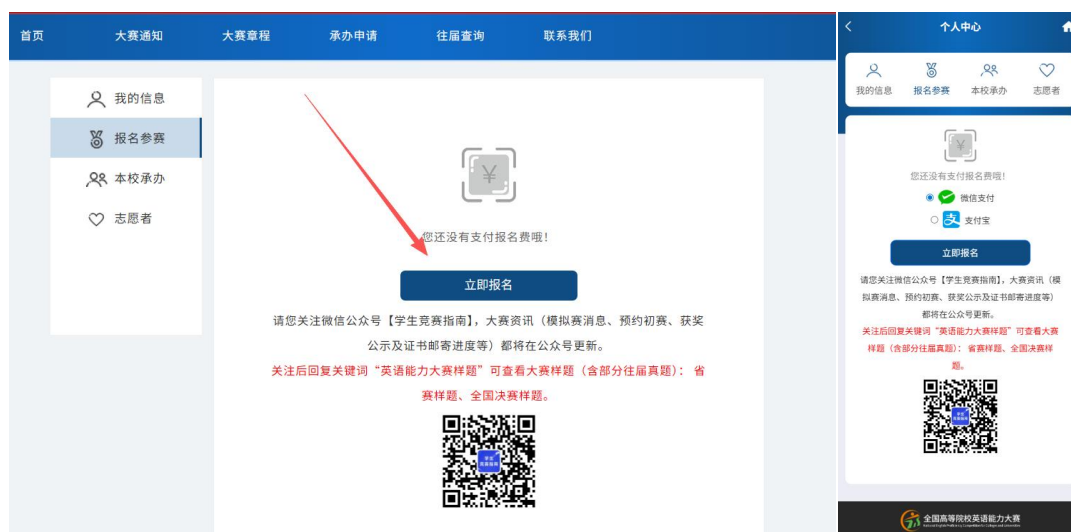 首页 大赛通知 大赛章程 承办申请 往届查询 联系我们
我的信息
报名参赛
本校承办
志愿者
您还没有支付报名费哦！
立即报名
请您关注微信公众号【学生竞赛指南】，大赛资讯（模拟赛消息、预约初赛、获奖
公示及证书邮寄进度等）都将在公众号更新。
关注后回复关键词“英语能力大赛样题”可查看大赛样题（含部分往届真题）： 省
赛样题、全国决赛样题。
个人中心
我的信息 报名参赛 本校承办 志愿者
您还没有支付报名费哦！
微信支付
支 支付宝
立即报名
请您关注微信公众号【学生竞赛指南】，大赛资讯（模
拟赛消息、预约初赛、获奖公示及证书邮寄进度等）
都将在公众号更新。
关注后回复关键词“英语能力大赛样题”可查看大赛
样题（含部分往届真题）： 省赛样题、全国决赛样
题。
全国高等院校英语能力大赛